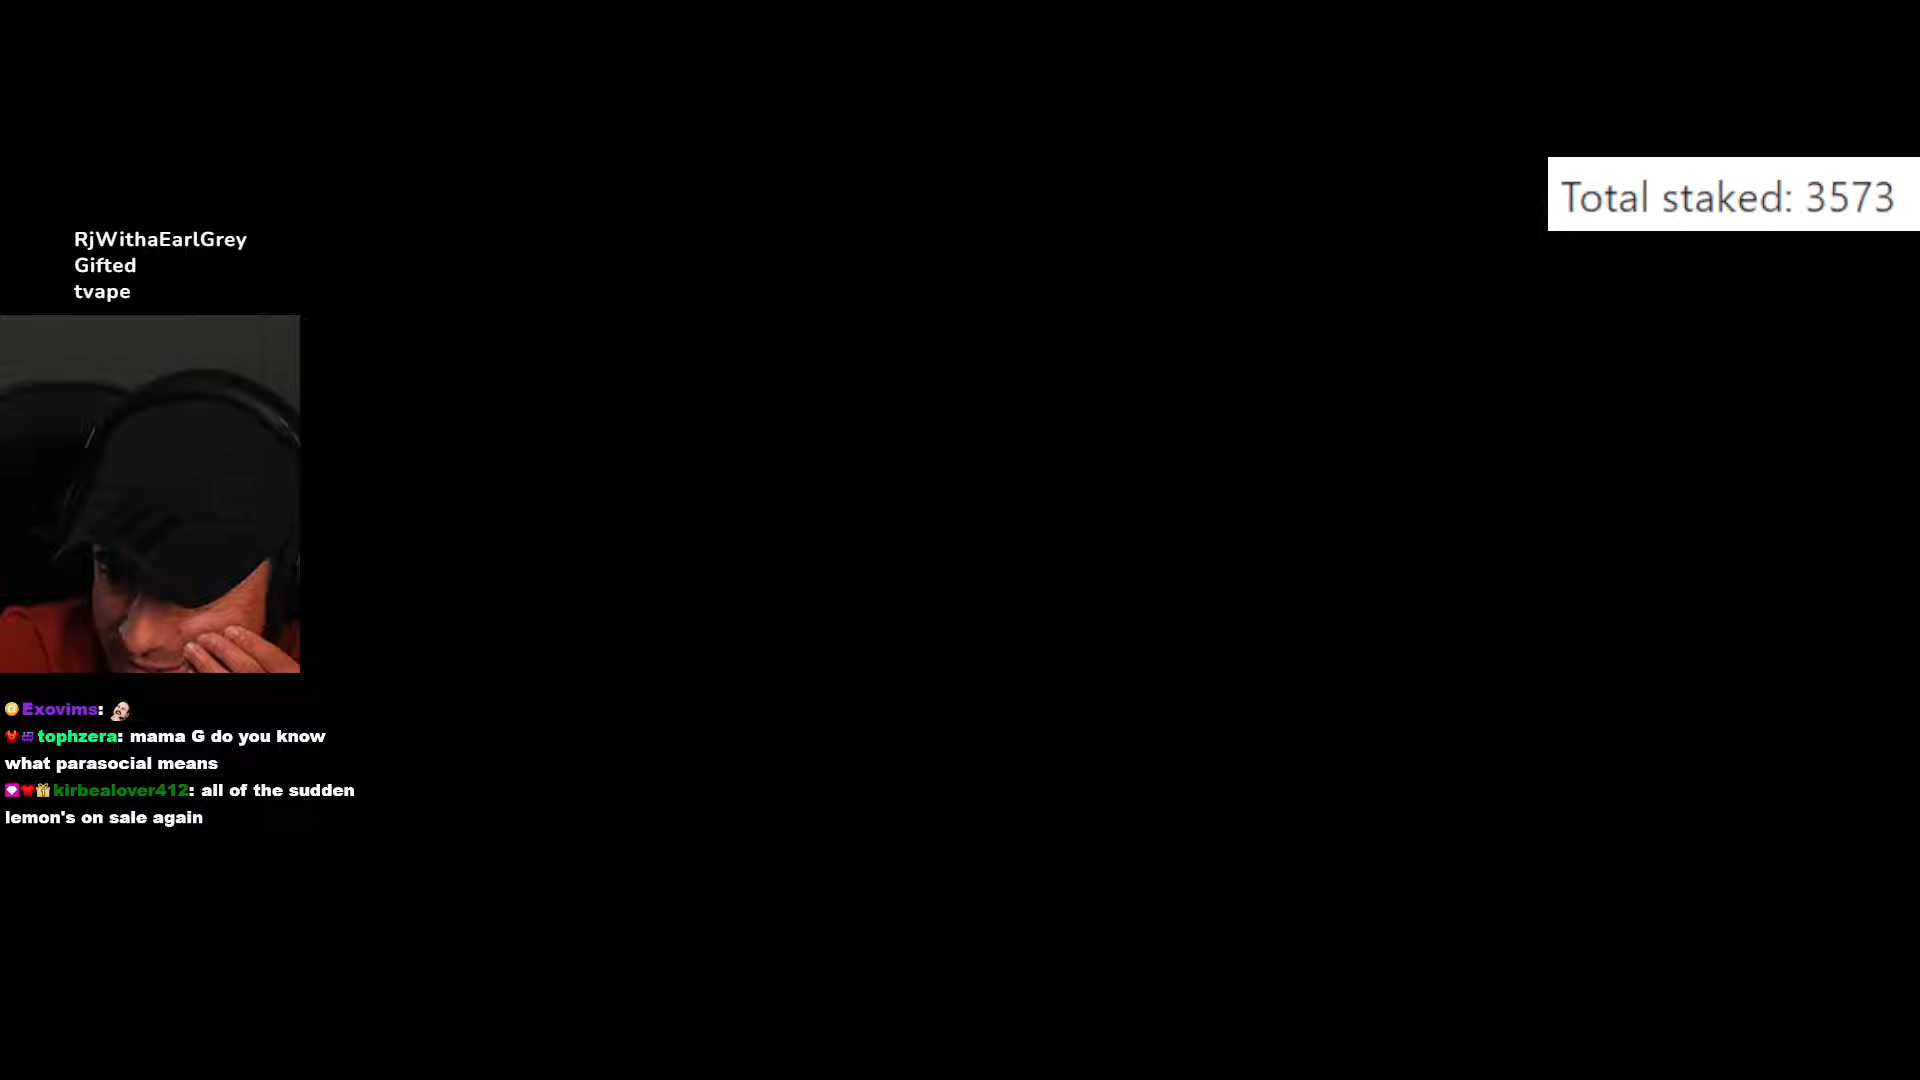 Total staked: 3573
RjWithaEarlGrey
Gifted
tvape
Exovims:
tophzera: mama G do you know
what parasocial means
kirbealover412: all of the sudden
lemon's on sale again